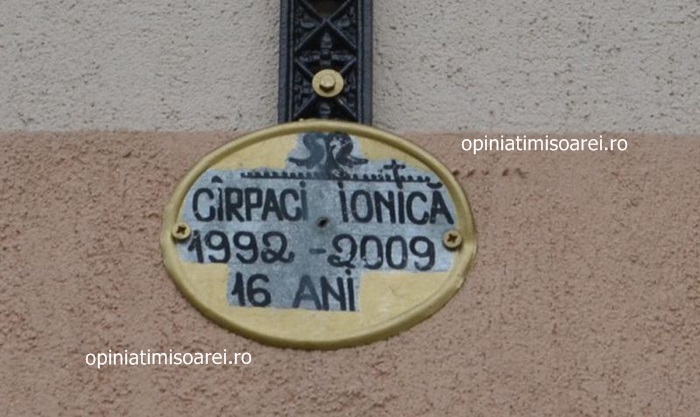 opiniatimisoarei.ro
CÎRPACI IONICĂ
1992 - 2009
16 ANI
opiniatimisoarei.ro